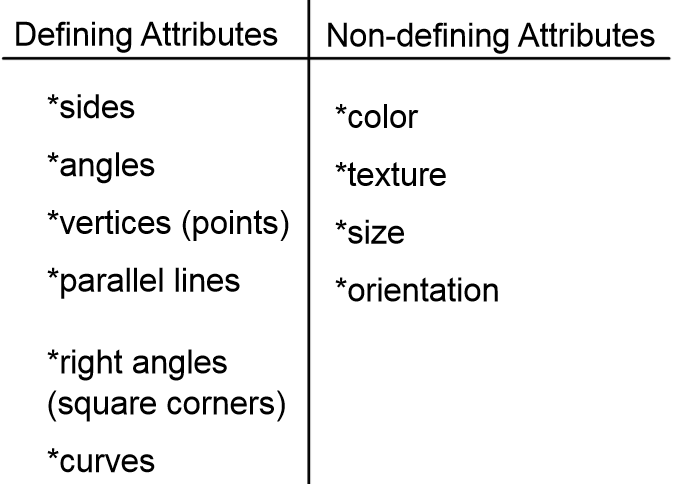 Defining Attributes
*sides
*angles
*vertices (points)
*parallel lines
*right angles
(square corners)
*curves
Non-defining Attributes
*color
*texture
*size
*orientation